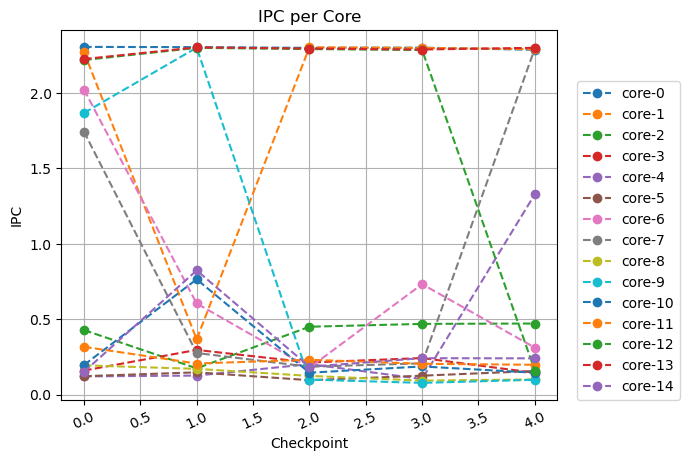 IPC per Core
IPC
2.0
1.5
1.0
0.5
0.0
0.0
0.5
1.0
1.5
2.0
2.5
3.0
3.5
4.0
Checkpoint
core-0
core-1
core-2
core-3
core-4
core-5
core-6
core-7
core-8
core-9
core-10
core-11
core-12
core-13
core-14